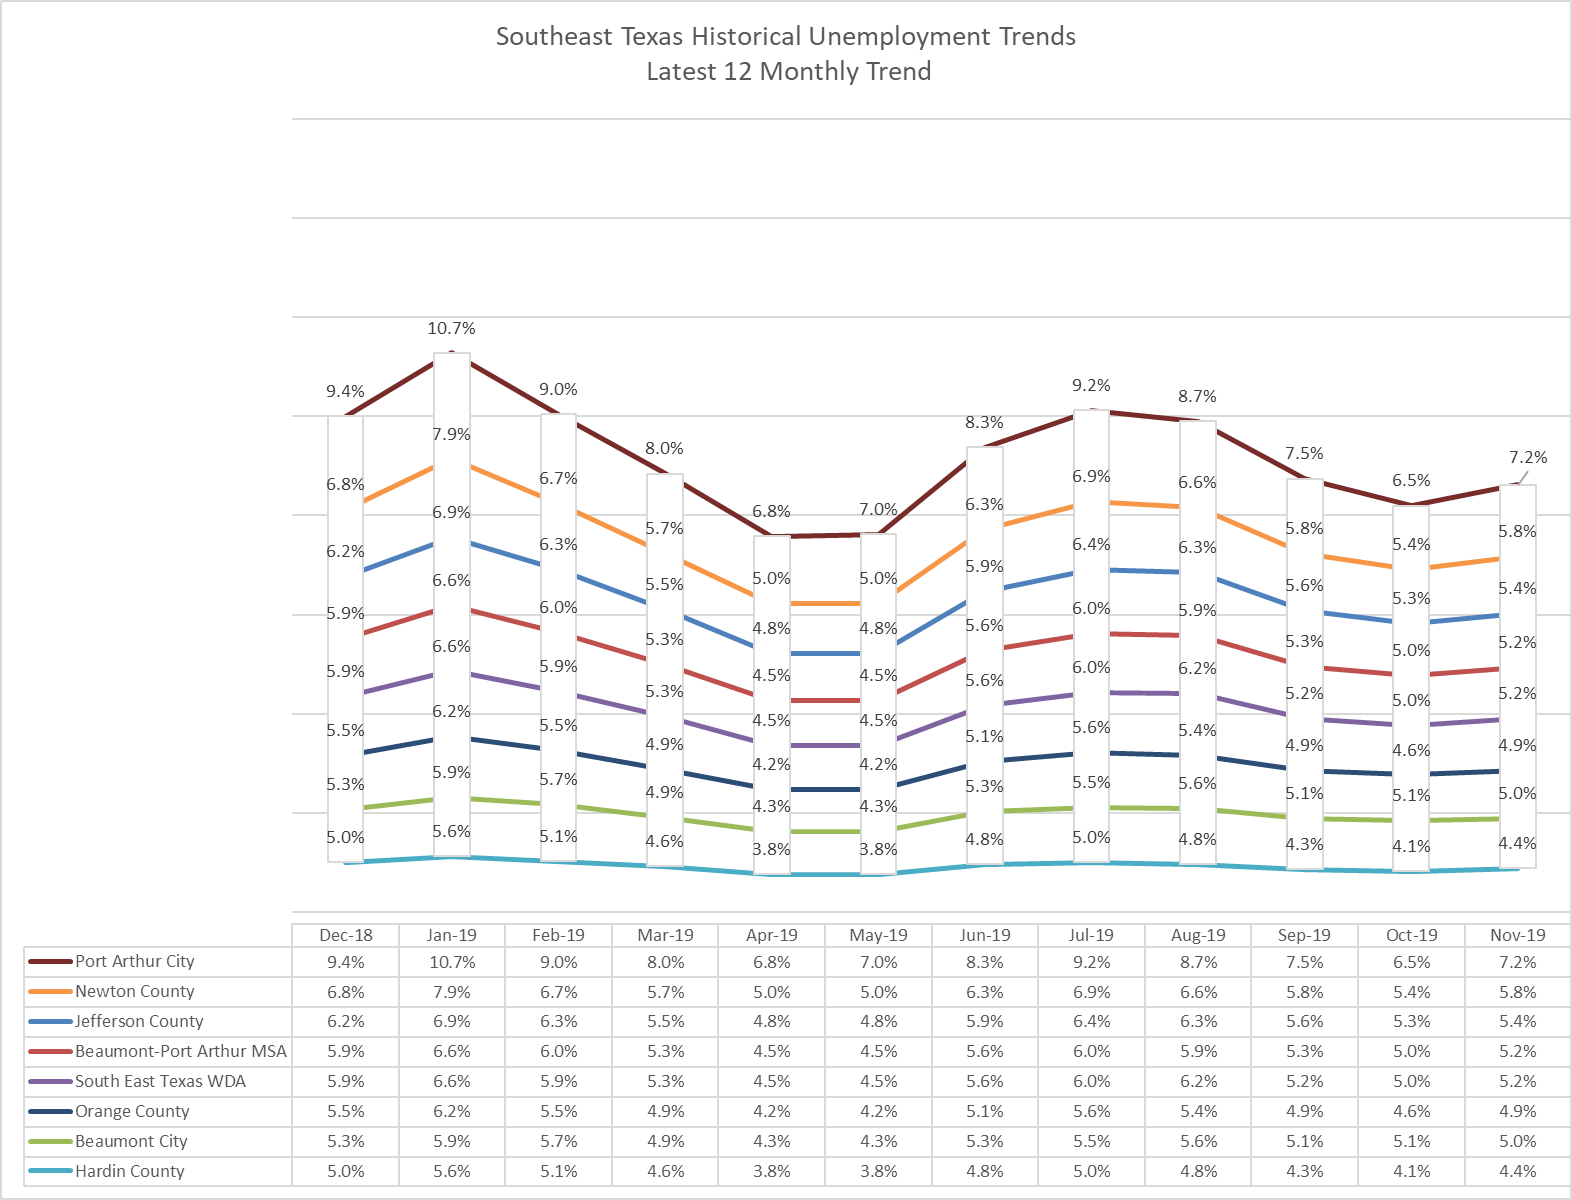 Southeast Texas Historical Unemployment Trends
Latest 12 Monthly Trend
9.4% 10.7% 9.0% 8.0% 6.8% 7.0% 8.3% 9.2% 8.7% 7.5% 6.5% 7.2%
6.8% 7.9% 6.7% 5.7% 5.0% 5.0% 6.3% 6.9% 6.6% 5.8% 5.4% 5.8%
6.2% 6.9% 6.3% 5.5% 4.8% 4.8% 5.9% 6.4% 6.3% 5.6% 5.3% 5.4%
5.9% 6.6% 6.0% 5.3% 4.5% 4.5% 5.6% 6.0% 5.9% 5.3% 5.0% 5.2%
5.9% 6.6% 5.9% 5.3% 4.5% 4.5% 5.6% 6.0% 6.2% 5.2% 5.0% 5.2%
5.5% 6.2% 5.5% 4.9% 4.2% 4.2% 5.1% 5.6% 5.4% 4.9% 4.6% 4.9%
5.3% 5.9% 5.7% 4.9% 4.3% 4.3% 5.3% 5.5% 5.6% 5.1% 5.1% 5.0%
5.0% 5.6% 5.1% 4.6% 3.8% 3.8% 4.8% 5.0% 4.8% 4.3% 4.1% 4.4%
Dec-18 Jan-19 Feb-19 Mar-19 Apr-19 May-19 Jun-19 Jul-19 Aug-19 Sep-19 Oct-19 Nov-19
Port Arthur City 9.4% 10.7% 9.0% 8.0% 6.8% 7.0% 8.3% 9.2% 8.7% 7.5% 6.5% 7.2%
Newton County 6.8% 7.9% 6.7% 5.7% 5.0% 5.0% 6.3% 6.9% 6.6% 5.8% 5.4% 5.8%
Jefferson County 6.2% 6.9% 6.3% 5.5% 4.8% 4.8% 5.9% 6.4% 6.3% 5.6% 5.3% 5.4%
Beaumont-Port Arthur MSA 5.9% 6.6% 6.0% 5.3% 4.5% 4.5% 5.6% 6.0% 5.9% 5.3% 5.0% 5.2%
South East Texas WDA 5.9% 6.6% 5.9% 5.3% 4.5% 4.5% 5.6% 6.0% 6.2% 5.2% 5.0% 5.2%
Orange County 5.5% 6.2% 5.5% 4.9% 4.2% 4.2% 5.1% 5.6% 5.4% 4.9% 4.6% 4.9%
Beaumont City 5.3% 5.9% 5.7% 4.9% 4.3% 4.3% 5.3% 5.5% 5.6% 5.1% 5.1% 5.0%
Hardin County 5.0% 5.6% 5.1% 4.6% 3.8% 3.8% 4.8% 5.0% 4.8% 4.3% 4.1% 4.4%